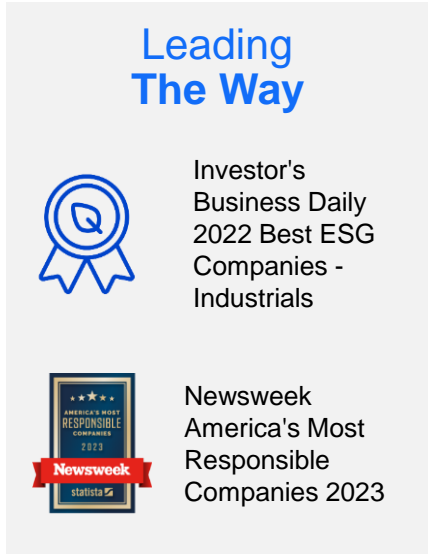 Leading
The Way
Investor's
Business Daily
2022 Best ESG
Companies -
Industrials
AMERICA'S MOST
RESPONSIBLE
COMPANIES
2023
Newsweek
statista
Newsweek
America's Most
Responsible
Companies 2023